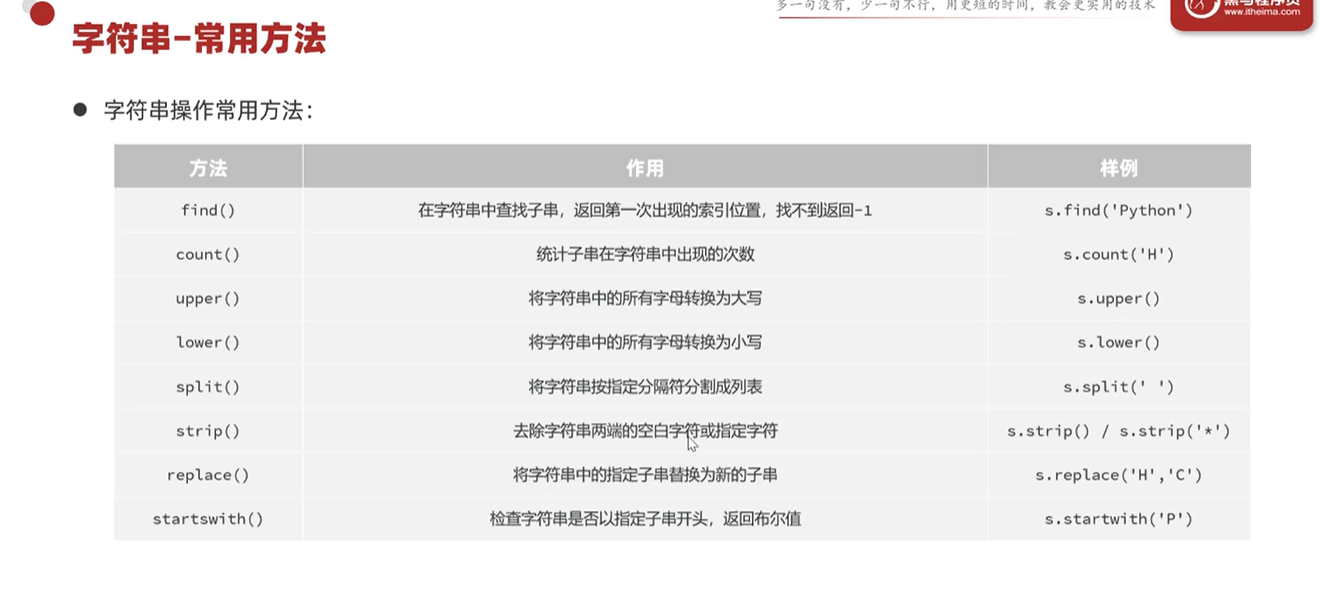 多一句没有，少一句不行，用更短的时间，教会更实用的技术
黑马程序员
www.itheima.com
字符串-常用方法
● 字符串操作常用方法：
方法 作用 样例
find() 在字符串中查找子串，返回第一次出现的索引位置，找不到返回-1 s.find('Python')
count() 统计子串在字符串中出现的次数 s.count('H')
upper() 将字符串中的所有字母转换为大写 s.upper()
lower() 将字符串中的所有字母转换为小写 s.lower()
split() 将字符串按指定分隔符分割成列表 s.split(' ')
strip() 去除字符串两端的空白字符或指定字符 s.strip() / s.strip('*')
replace() 将字符串中的指定子串替换为新的子串 s.replace('H','C')
startswith() 检查字符串是否以指定子串开头，返回布尔值 s.startwith('P')